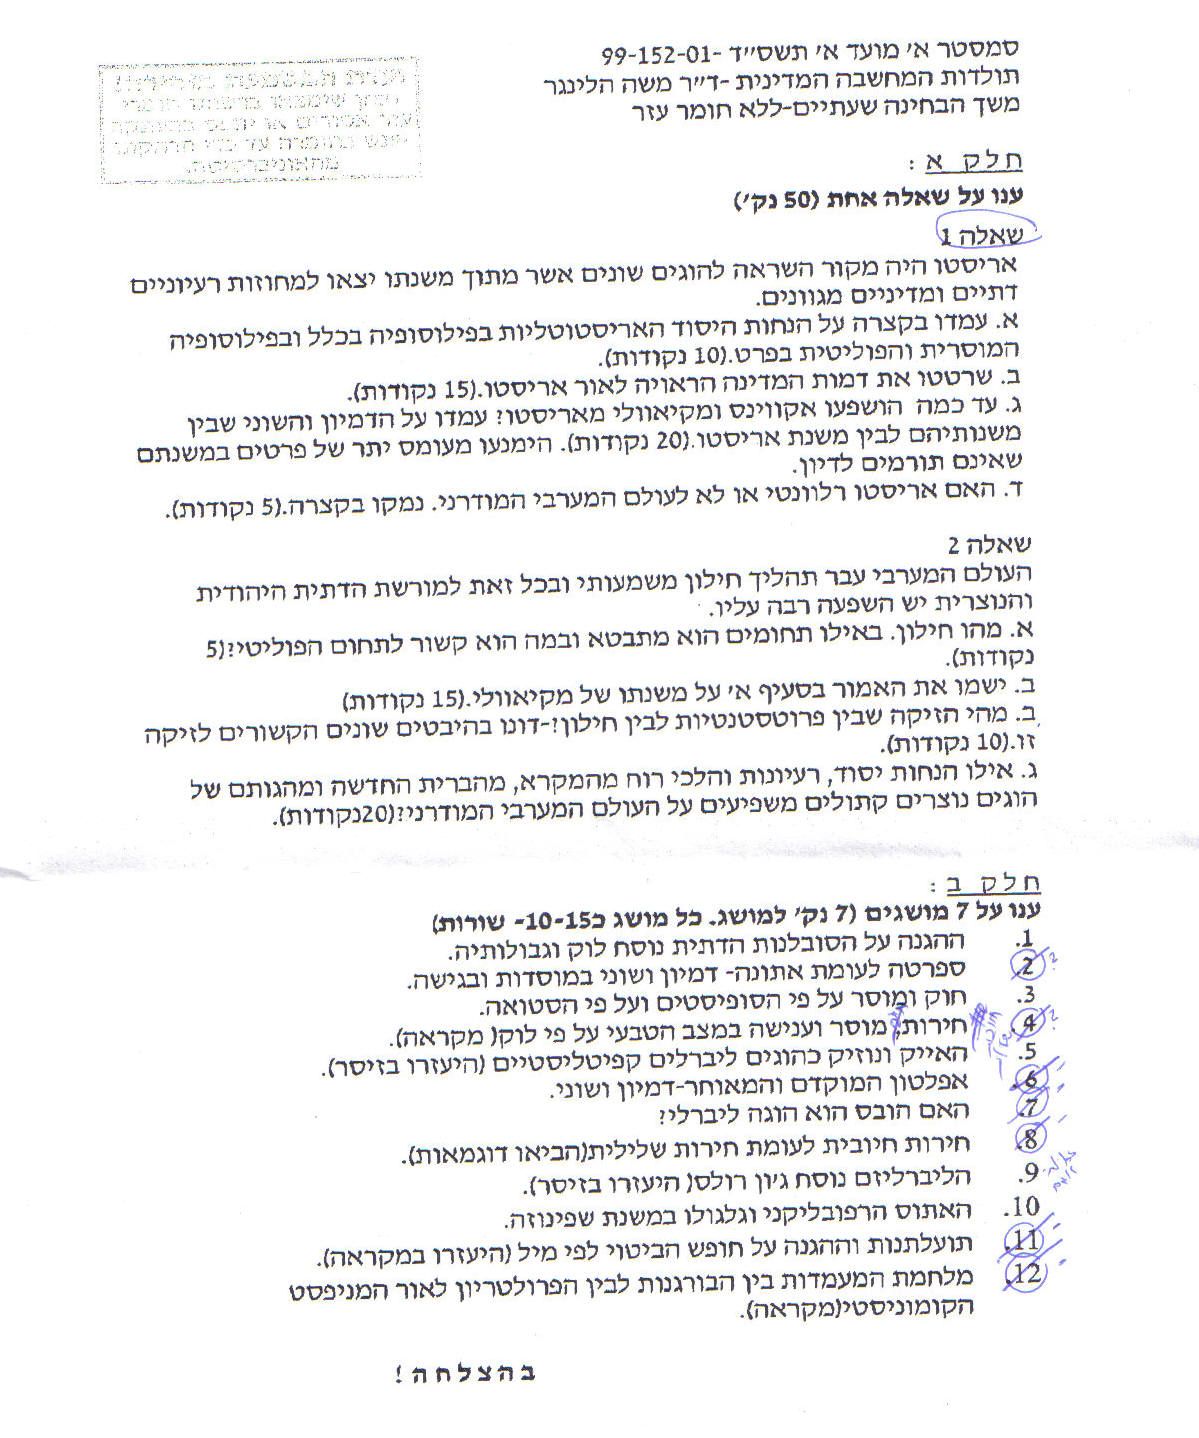 סמסטר א' מועד א' תשס"ד -99-152-01
תולדות המחשבה המדינית -ד"ר משה הלינגר
משך הבחינה שעתיים-ללא חומר עזר
חלק א:
ענו על שאלה אחת (50 נק')
שאלה 1
אריסטו היה מקור השראה להוגים שונים אשר מתוך משנתו יצאו למחוזות רעיוניים
דתיים ומדיניים מגוונים.
א. עמדו בקצרה על הנחות היסוד האריסטוטליות בפילוסופיה בכלל ובפילוסופיה
המוסרית והפוליטית בפרט.(10 נקודות).
ב. שרטטו את דמות המדינה הראויה לאור אריסטו.(15 נקודות).
ג. עד כמה הושפעו אקווינס ומקיאוולי מאריסטו? עמדו על הדמיון והשוני שבין
משנותיהם לבין משנת אריסטו.(20 נקודות). הימנעו מעומס יתר של פרטים במשנתם
שאינם תורמים לדיון.
ד. האם אריסטו רלוונטי או לא לעולם המערבי המודרני. נמקו בקצרה.(5 נקודות).
שאלה 2
העולם המערבי עבר תהליך חילון משמעותי ובכל זאת למורשת הדתית היהודית
והנוצרית יש השפעה רבה עליו.
א. מהו חילון. באילו תחומים הוא מתבטא ובמה הוא קשור לתחום הפוליטי?(5
נקודות).
ב. ישמו את האמור בסעיף א' על משנתו של מקיאוולי.(15 נקודות)
ב. מהי הזיקה שבין פרוטסטנטיות לבין חילון?-דונו בהיבטים שונים הקשורים לזיקה
זו.(10 נקודות).
ג. אילו הנחות יסוד, רעיונות והלכי רוח מהמקרא, מהברית החדשה ומהגותם של
הוגים נוצרים קתולים משפיעים על העולם המערבי המודרני?(20נקודות).
חלק ב:
ענו על 7 מושגים (7 נק' למושג. כל מושג כ10-15- שורות)
1. ההגנה על הסובלנות הדתית נוסח לוק וגבולותיה.
2. ספרטה לעומת אתונה- דמיון ושוני במוסדות ובגישה.
3. חוק ומוסר על פי הסופיסטים ועל פי הסטואה.
4. חירות, מוסר וענישה במצב הטבעי על פי לוק( מקראה).
5. האייק ונוזיק כהוגים ליברלים קפיטליסטיים (היעזרו בזיסר).
6. אפלטון המוקדם והמאוחר-דמיון ושוני.
7. האם הובס הוא הוגה ליברלי?
8. חירות חיובית לעומת חירות שלילית(הביאו דוגמאות).
9. הליברליזם נוסח ג'ון רולס( היעזרו בזיסר).
10. האתוס הרפובליקני וגלגולו במשנת שפינוזה.
11. תועלתנות וההגנה על חופש הביטוי לפי מיל (היעזרו במקראה).
12. מלחמת המעמדות בין הבורגנות לבין הפרולטריון לאור המניפסט
הקומוניסטי(מקראה).
בהצלחה!